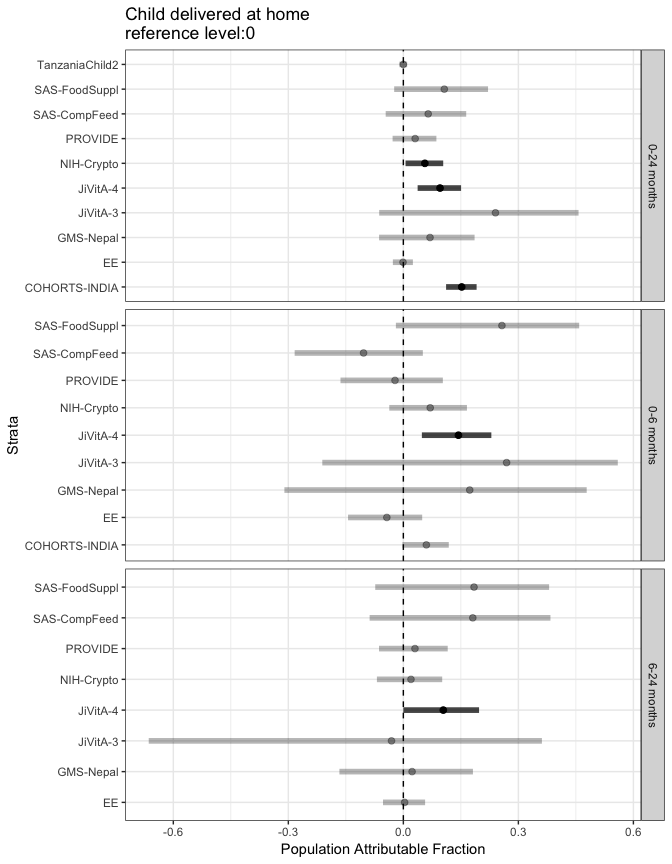 Child delivered at home
reference level:0
TanzaniaChild2
SAS-FoodSuppl
SAS-CompFeed
PROVIDE
NIH-Crypto
JiVitA-4
JiVitA-3
GMS-Nepal
EE
COHORTS-INDIA
0-24 months
SAS-FoodSuppl
SAS-CompFeed
PROVIDE
NIH-Crypto
JiVitA-4
JiVitA-3
GMS-Nepal
EE
COHORTS-INDIA
0-6 months
SAS-FoodSuppl
SAS-CompFeed
PROVIDE
NIH-Crypto
JiVitA-4
JiVitA-3
GMS-Nepal
EE
6-24 months
Strata
-0.6 -0.3 0.0 0.3 0.6
Population Attributable Fraction